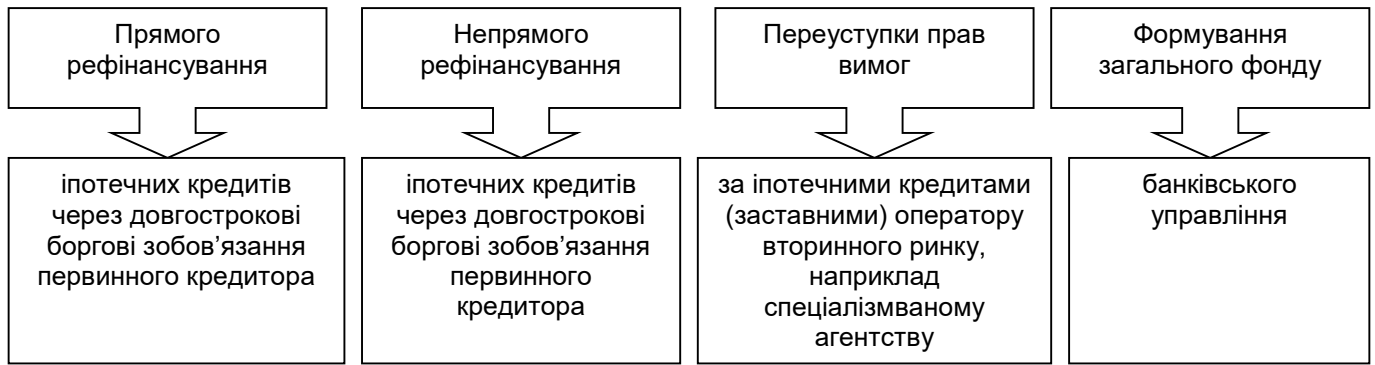 Прямого
рефінансування
іпотечних кредитів
через довгострокові
боргові зобов’язання
первинного кредитора
Непрямого
рефінансування
іпотечних кредитів
через довгострокові
боргові зобов’язання
первинного
кредитора
Переуступки прав
вимог
за іпотечними кредитами
(заставними) оператору
вторинного ринку,
наприклад
спеціалізмваному
агентству
Формування
загального фонду
банківського
управління